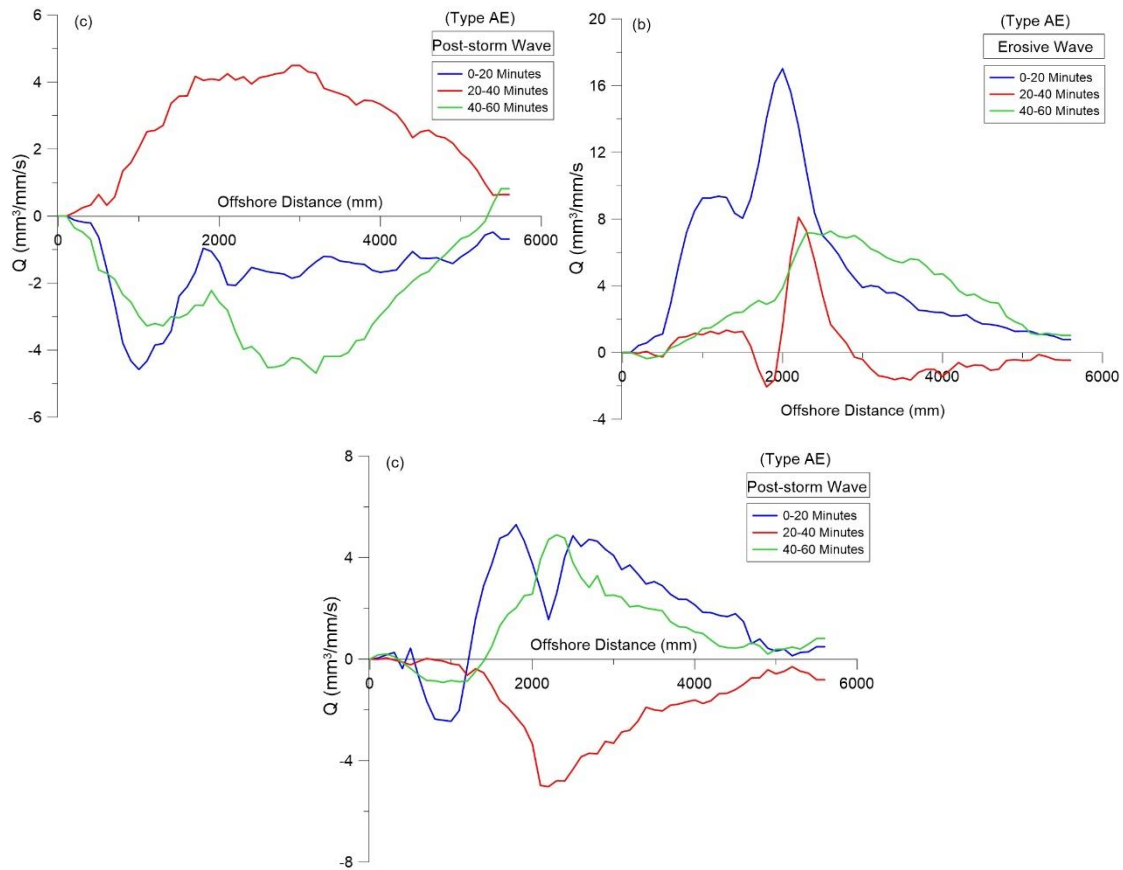 (c)
(Type AE)
Post-storm Wave
0-20 Minutes
20-40 Minutes
40-60 Minutes
6
4
2
0
-2
-4
-6
Q (mm³/mm/s)
Offshore Distance (mm)
0
2000
4000
6000
(b)
(Type AE)
Erosive Wave
0-20 Minutes
20-40 Minutes
40-60 Minutes
20
16
12
8
4
0
-4
Q (mm³/mm/s)
0
2000
4000
6000
Offshore Distance (mm)
(c)
(Type AE)
Post-storm Wave
0-20 Minutes
20-40 Minutes
40-60 Minutes
8
4
0
-4
-8
Q (mm³/mm/s)
Offshore Distance (mm)
0
2000
4000
6000